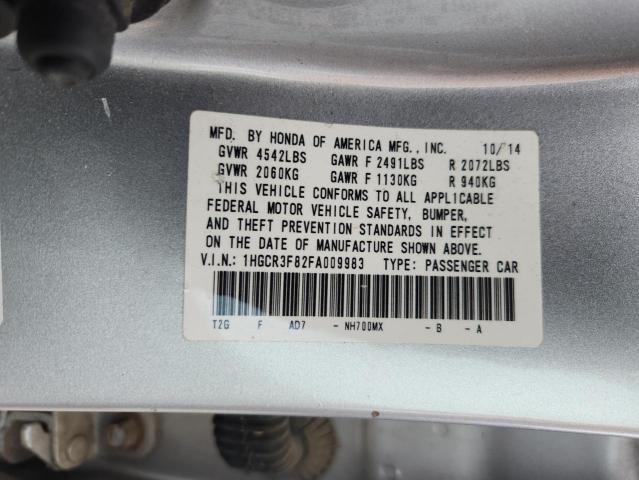 MFD. BY HONDA OF AMERICA MFG., INC. 10/14
GVWR 4542LBS GAWR F 2491LBS R 2072LBS
GVWR 2060KG GAWR F 1130KG R 940KG
THIS VEHICLE CONFORMS TO ALL APPLICABLE
FEDERAL MOTOR VEHICLE SAFETY, BUMPER,
AND THEFT PREVENTION STANDARDS IN EFFECT
ON THE DATE OF MANUFACTURE SHOWN ABOVE.
V.I.N.: 1HGCR3F82FA009983 TYPE: PASSENGER CAR
T2G F AD7 - NH700MX - B - A